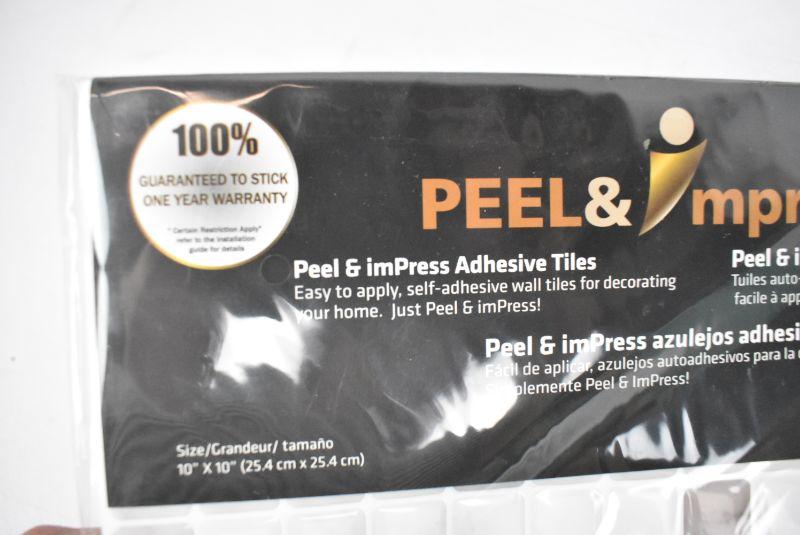 100%
GUARANTEED TO STICK
ONE YEAR WARRANTY
* Certain Restriction Apply*
refer to the installation
guide for details
PEEL& impr
Peel & imPress Adhesive Tiles
Easy to apply, self-adhesive wall tiles for decorating
your home. Just Peel & imPress!
Peel & i
Tuiles auto-
facile à app
Peel & imPress azulejos adhesi
Fácil de aplicar, azulejos autoadhesivos para la
Simplemente Peel & ImPress!
Size/Grandeur/ tamaño
10" X 10" (25.4 cm x 25.4 cm)